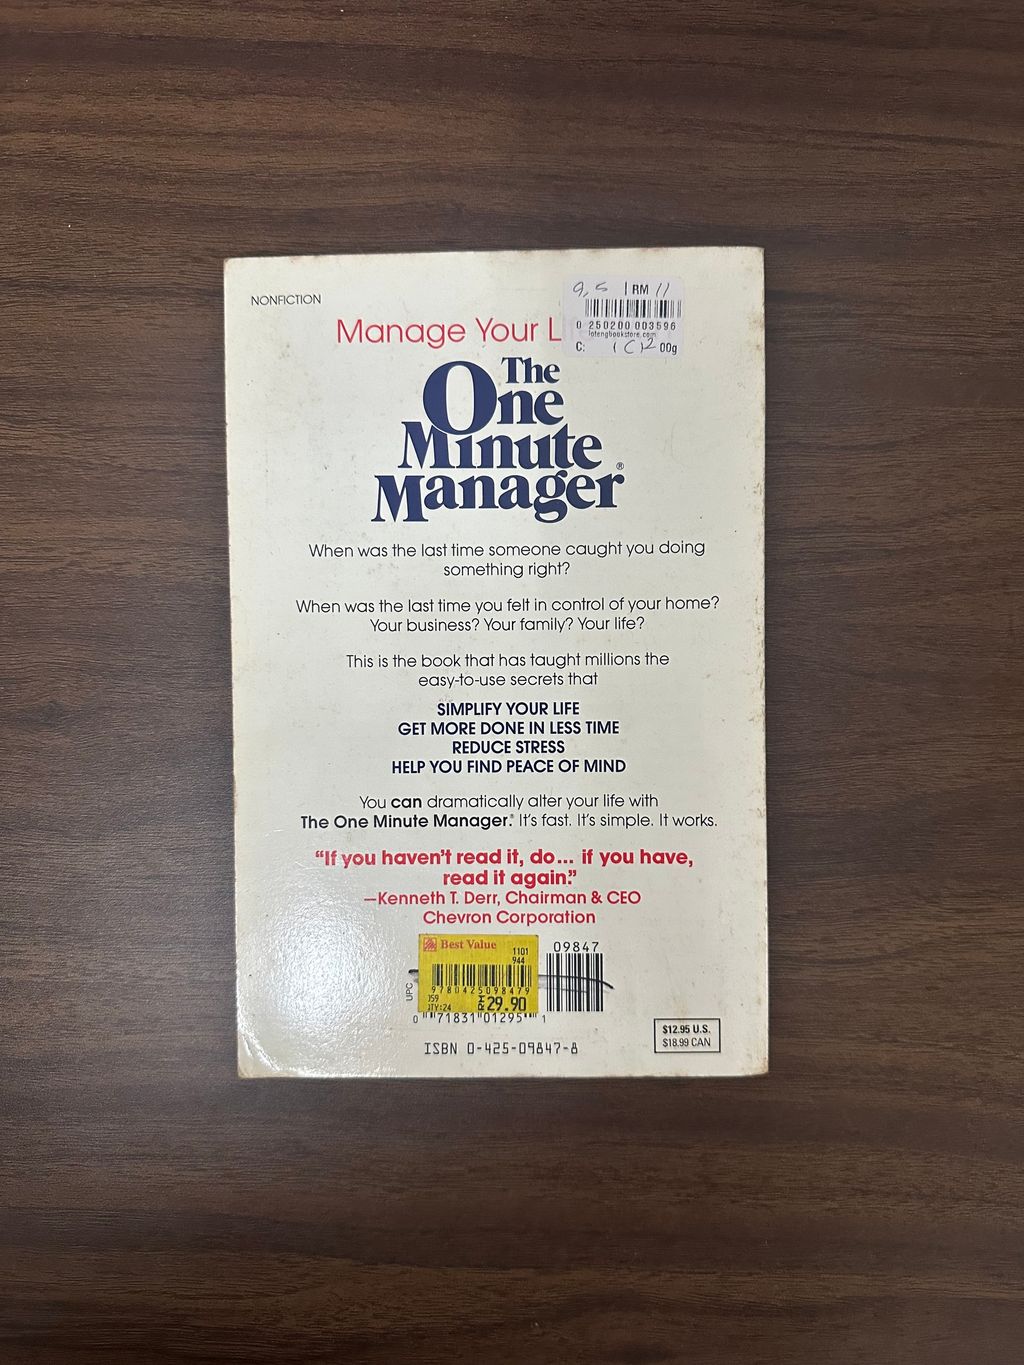 NONFICTION
9,5 | RM 11
0 250200 003596
lotengbookstore.com
C: 00g
Manage Your
The
One
Minute
Manager®
When was the last time someone caught you doing
something right?
When was the last time you felt in control of your home?
Your business? Your family? Your life?
This is the book that has taught millions the
easy-to-use secrets that
SIMPLIFY YOUR LIFE
GET MORE DONE IN LESS TIME
REDUCE STRESS
HELP YOU FIND PEACE OF MIND
You can dramatically alter your life with
The One Minute Manager.® It's fast. It's simple. It works.
“If you haven't read it, do... if you have,
read it again.”
—Kenneth T. Derr, Chairman & CEO
Chevron Corporation
Best Value
1101
944
09847
9780425098479
RM 29.90
UPC
0 71831 01295 1
ISBN 0-425-09847-8
$12.95 U.S.
$18.99 CAN